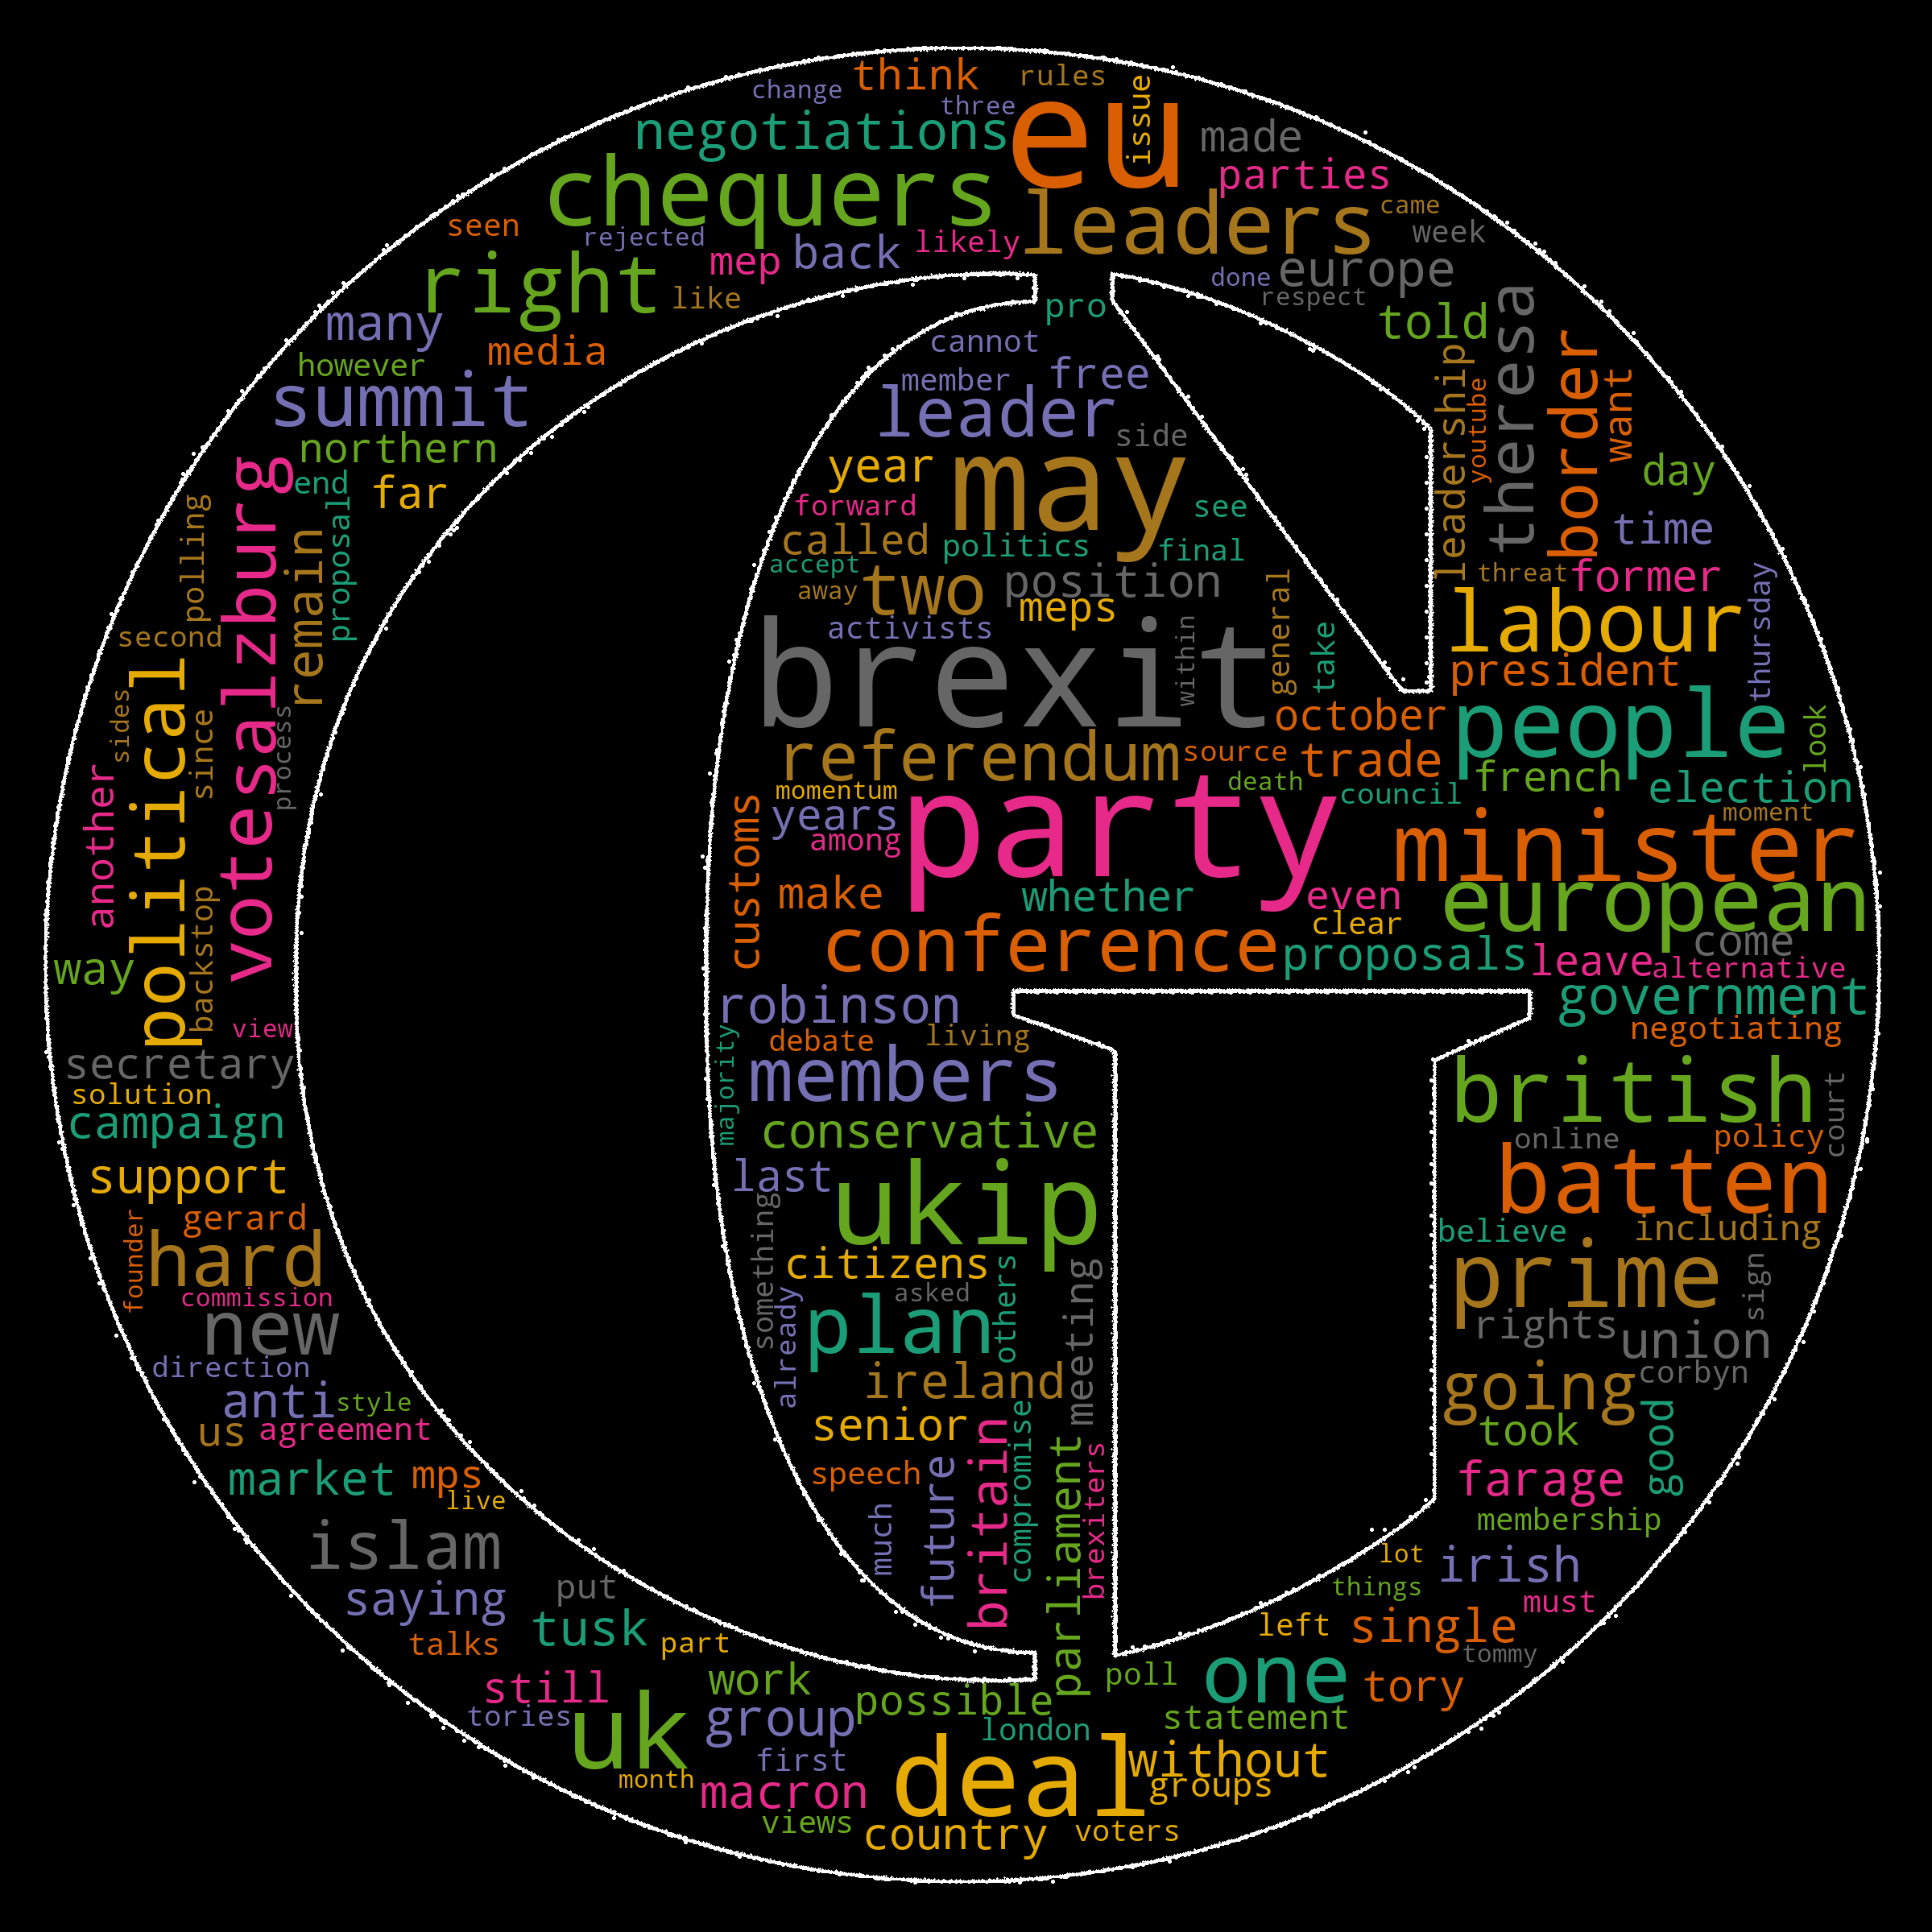 think
rules
change
three
eu
issue
negotiations
made
chequers
parties
leaders
came
seen
rejected
back
likely
week
mep
right
europe
done
respect
like
pro
told
theresa
many
media
cannot
border
however
member
free
leadership
youtube
want
summit
leader
side
northern
year
may
day
end
far
forward
see
votesalzburg
polling
proposal
remain
called
politics
final
time
accept
threat
former
away
two
position
meps
general
thursday
labour
second
activists
brexit
within
take
president
political
sides
since
process
october
people
look
referendum
source
trade
french
another
momentum
death
council
election
customs
years
among
party
moment
minister
make
whether
even
european
backstop
clear
conference
proposals
leave
come
way
alternative
robinson
government
view
debate
living
negotiating
secretary
majority
members
british
court
solution
campaign
conservative
online
policy
support
last
ukip
batten
gerard
something
believe
including
founder
hard
citizens
others
meeting
prime
sign
commission
asked
new
already
plan
rights
union
direction
ireland
going
corbyn
anti
style
us
agreement
senior
compromise
took
good
market
mps
speech
britain
parliament
brexiters
farage
live
much
future
membership
islam
lot
irish
saying
put
things
must
tusk
left
single
talks
part
tommy
still
work
poll
one
tory
tories
uk
group
possible
statement
london
first
deal
without
month
macron
groups
views
country
voters